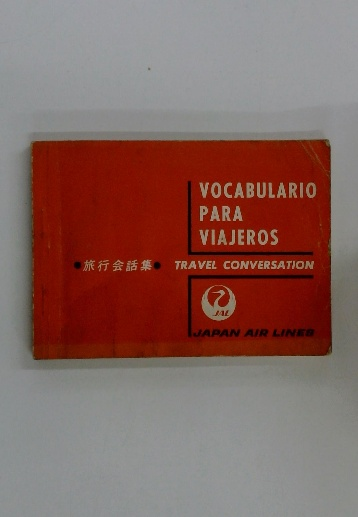 VOCABULARIO
PARA
VIAJEROS
●旅行会話集● TRAVEL CONVERSATION
JAL
JAPAN AIR LINES